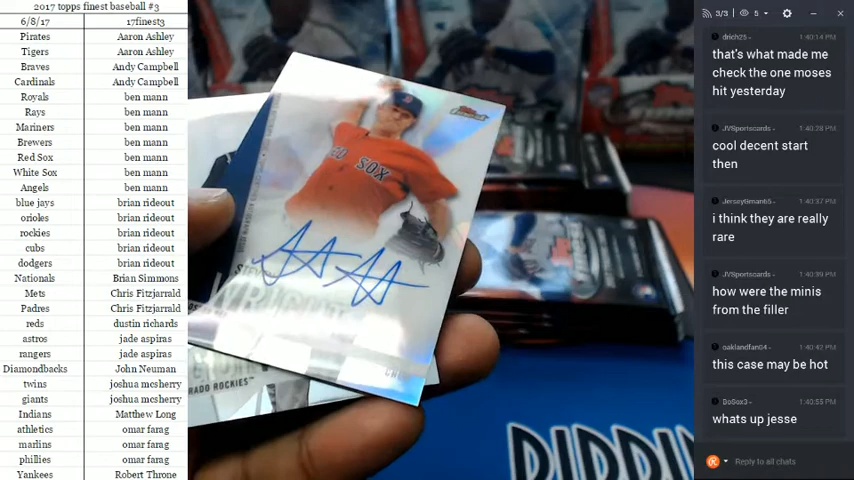 2017 topps finest baseball #3
6/8/17 17finest3
Pirates Aaron Ashley
Tigers Aaron Ashley
Braves Andy Campbell
Cardinals Andy Campbell
Royals ben mann
Rays ben mann
Mariners ben mann
Brewers ben mann
Red Sox ben mann
White Sox ben mann
Angels ben mann
blue jays brian rideout
orioles brian rideout
rockies brian rideout
cubs brian rideout
dodgers brian rideout
Nationals Brian Simmons
Mets Chris Fitzjarrald
Padres Chris Fitzjarrald
reds dustin richards
astros jade aspiras
rangers jade aspiras
Diamondbacks John Neuman
twins joshua mcsherry
giants joshua mcsherry
Indians Matthew Long
athletics omar farag
marlins omar farag
phillies omar farag
Yankees Robert Throne
SOX
STEVEN
WRIGHT
RADO ROCKIES
RIPPIN
3/3 5
drich25 - 1:40:14 PM
that's what made me
check the one moses
hit yesterday
JVSportscards - 1:40:28 PM
cool decent start
then
JerseyGman65 - 1:40:37 PM
i think they are really
rare
JVSportscards - 1:40:39 PM
how were the minis
from the filler
oaklandfan04 - 1:40:42 PM
this case may be hot
DoSox3 - 1:40:55 PM
whats up jesse
Reply to all chats